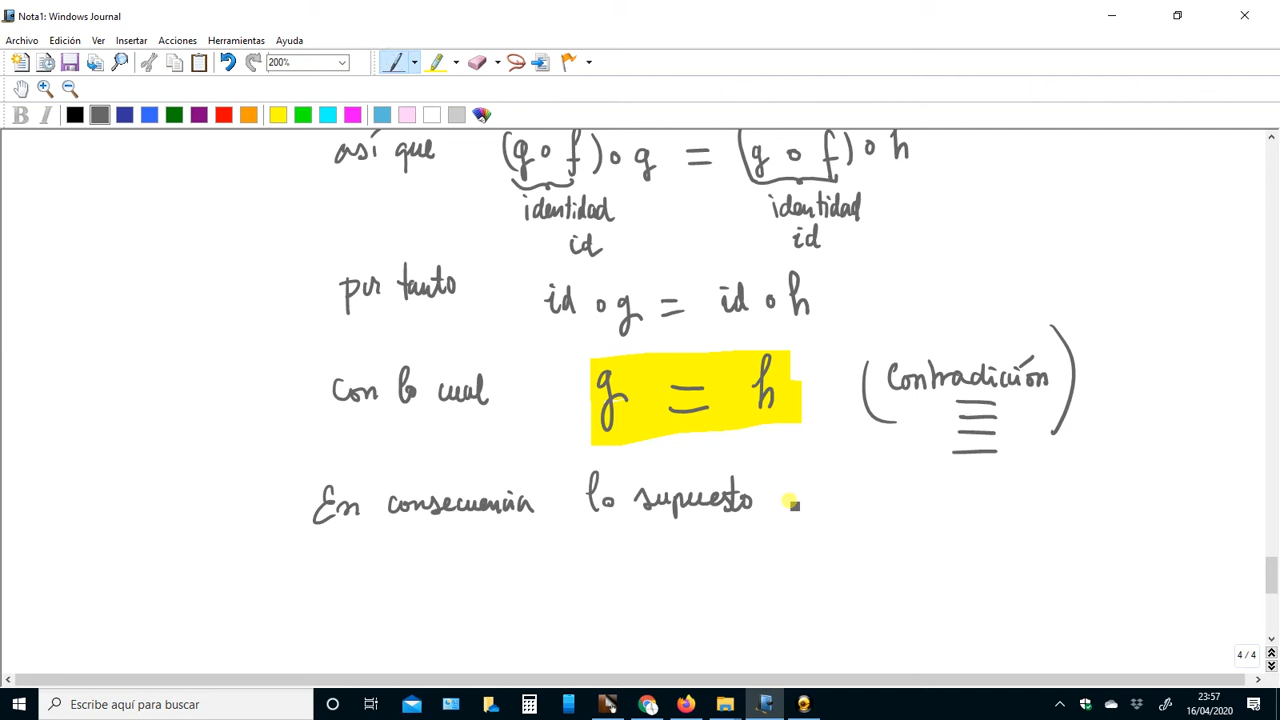 Nota1: Windows Journal
Archivo Edición Ver Insertar Acciones Herramientas Ayuda
200%
B I
así que (g o f) o g = (g o f) o h
identidad identidad
id id
por tanto id o g = id o h
con lo cual g = h (Contradicción)
En consecuencia lo supuesto
4 / 4
Escribe aquí para buscar
23:57
16/04/2020